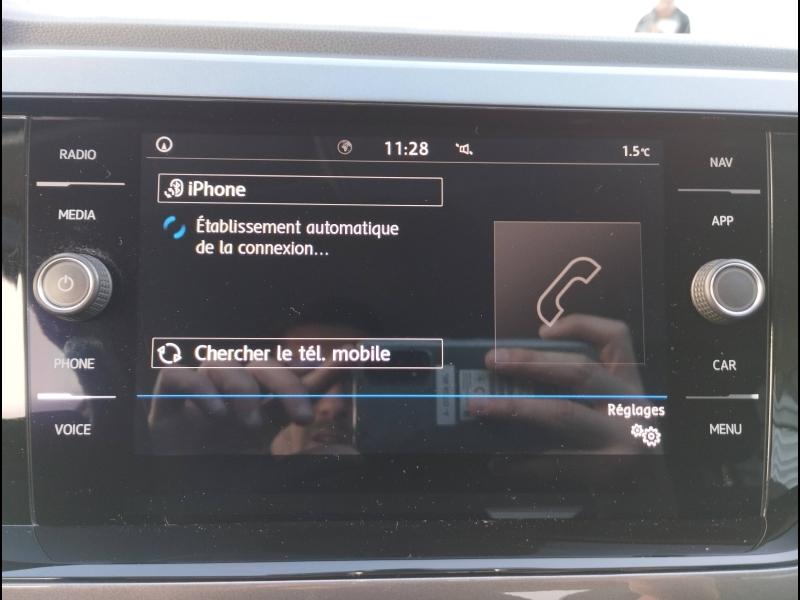 RADIO
MEDIA
PHONE
VOICE
11:28
1.5°C
iPhone
Établissement automatique
de la connexion...
Chercher le tél. mobile
Réglages
NAV
APP
CAR
MENU